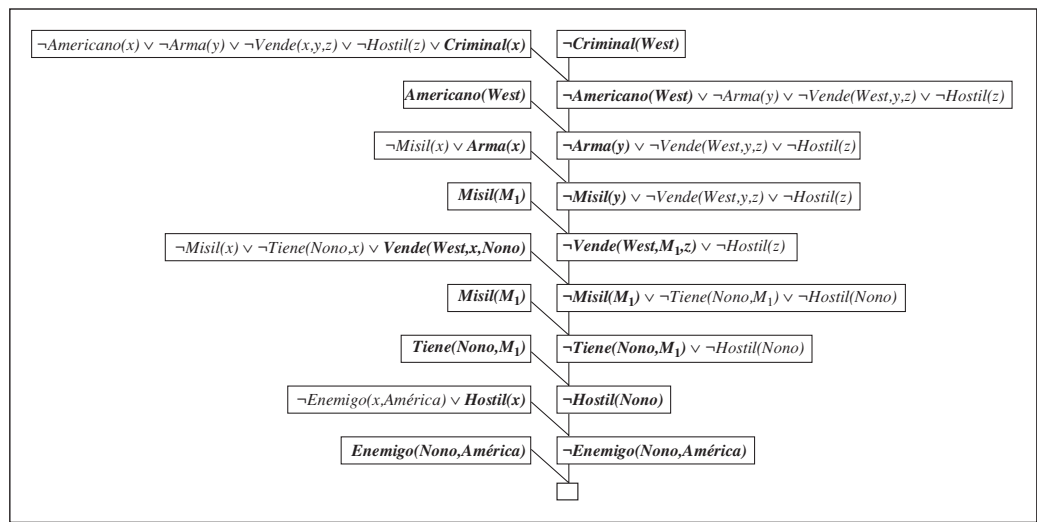 ¬Americano(x) ∨ ¬Arma(y) ∨ ¬Vende(x,y,z) ∨ ¬Hostil(z) ∨ Criminal(x) ¬Criminal(West)
Americano(West) ¬Americano(West) ∨ ¬Arma(y) ∨ ¬Vende(West,y,z) ∨ ¬Hostil(z)
¬Misil(x) ∨ Arma(x) ¬Arma(y) ∨ ¬Vende(West,y,z) ∨ ¬Hostil(z)
Misil(M₁) ¬Misil(y) ∨ ¬Vende(West,y,z) ∨ ¬Hostil(z)
¬Misil(x) ∨ ¬Tiene(Nono,x) ∨ Vende(West,x,Nono) ¬Vende(West,M₁,z) ∨ ¬Hostil(z)
Misil(M₁) ¬Misil(M₁) ∨ ¬Tiene(Nono,M₁) ∨ ¬Hostil(Nono)
Tiene(Nono,M₁) ¬Tiene(Nono,M₁) ∨ ¬Hostil(Nono)
¬Enemigo(x,América) ∨ Hostil(x) ¬Hostil(Nono)
Enemigo(Nono,América) ¬Enemigo(Nono,América)